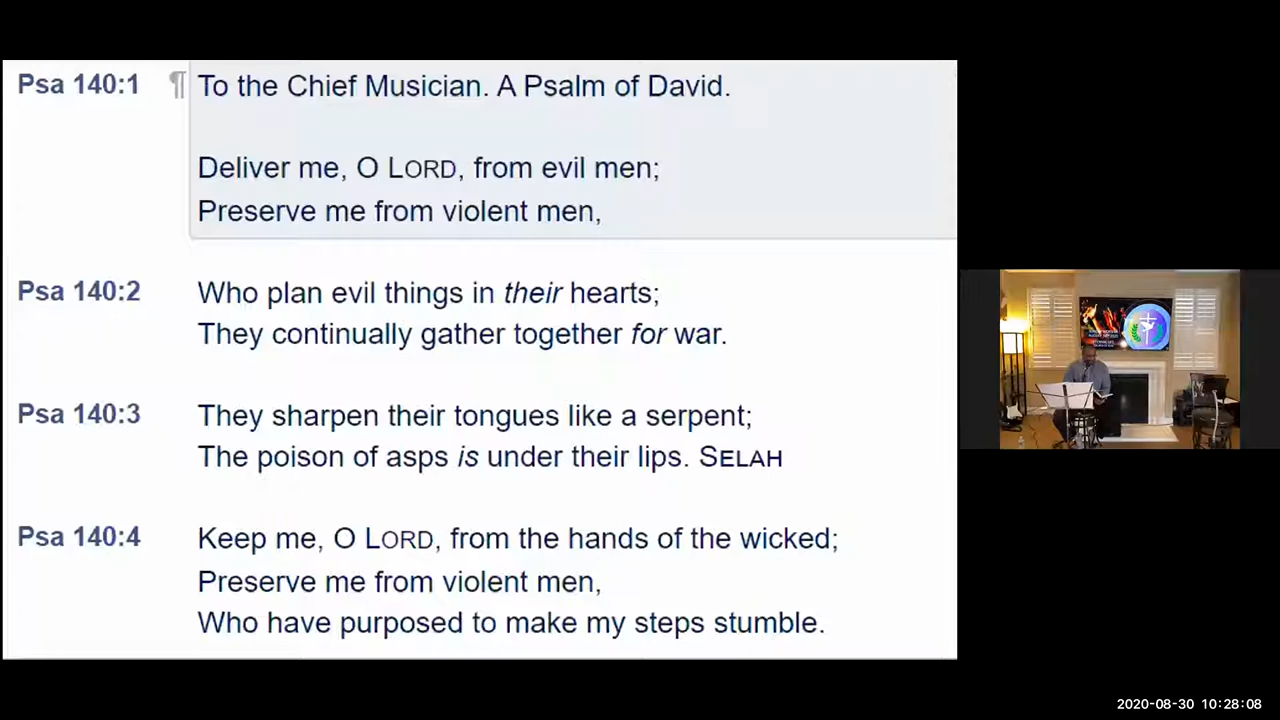 Psa 140:1 ¶ To the Chief Musician. A Psalm of David.
Deliver me, O LORD, from evil men;
Preserve me from violent men,
Psa 140:2 Who plan evil things in their hearts;
They continually gather together for war.
Psa 140:3 They sharpen their tongues like a serpent;
The poison of asps is under their lips. SELAH
Psa 140:4 Keep me, O LORD, from the hands of the wicked;
Preserve me from violent men,
Who have purposed to make my steps stumble.
2020-08-30 10:28:08